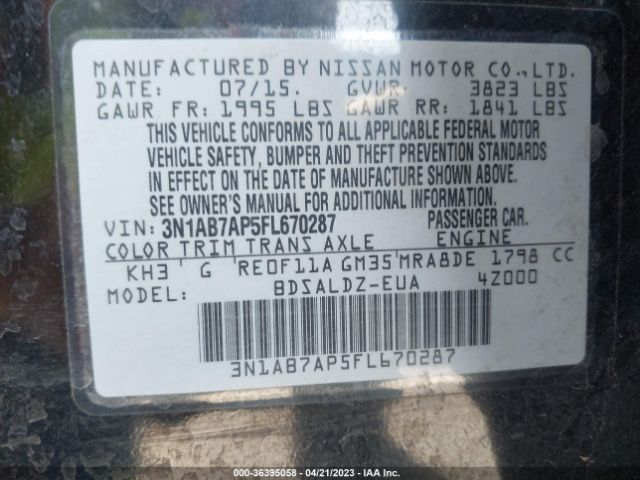 MANUFACTURED BY NISSAN MOTOR CO., LTD.
DATE: 07/15. GVWR: 3823 LBS
GAWR FR: 1995 LBS GAWR RR: 1841 LBS
THIS VEHICLE CONFORMS TO ALL APPLICABLE FEDERAL MOTOR
VEHICLE SAFETY, BUMPER AND THEFT PREVENTION STANDARDS
IN EFFECT ON THE DATE OF MANUFACTURE SHOWN ABOVE.
SEE OWNER'S MANUAL FOR ADDITIONAL INFORMATION.
VIN: 3N1AB7AP5FL670287 PASSENGER CAR.
COLOR TRIM TRANS AXLE ENGINE
KH3 G RE0F11A GM35 MRA8DE 1798 CC
MODEL: BDSALDZ-EUA 4Z000
3N1AB7AP5FL670287
000-36395058 - 04/21/2023 - IAA Inc.